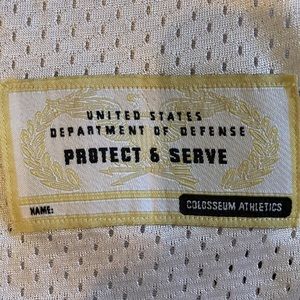 UNITED STATES
DEPARTMENT OF DEFENSE
PROTECT & SERVE
NAME:
COLOSSEUM ATHLETICS